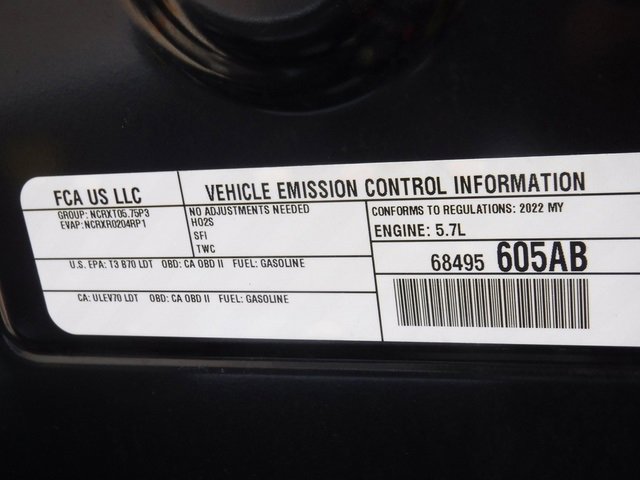 FCA US LLC
GROUP: NCRXT05.75P3
EVAP: NCRXR0204RP1
VEHICLE EMISSION CONTROL INFORMATION
NO ADJUSTMENTS NEEDED
HO2S
SFI
TWC
CONFORMS TO REGULATIONS: 2022 MY
ENGINE: 5.7L
U.S. EPA: T3 B70 LDT OBD: CA OBD II FUEL: GASOLINE
CA: ULEV70 LDT OBD: CA OBD II FUEL: GASOLINE
68495 605AB